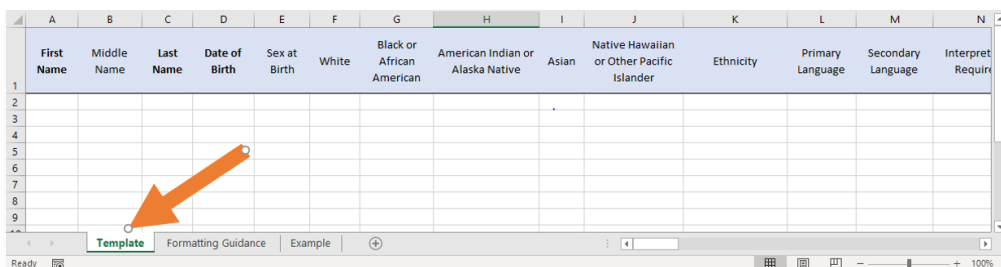 A B C D E F G H I J K L M N
1 First Name Middle Name Last Name Date of Birth Sex at Birth White Black or African American American Indian or Alaska Native Asian Native Hawaiian or Other Pacific Islander Ethnicity Primary Language Secondary Language Interpret Require
2
3
4
5
6
7
8
9
Template Formatting Guidance Example
Ready 100%